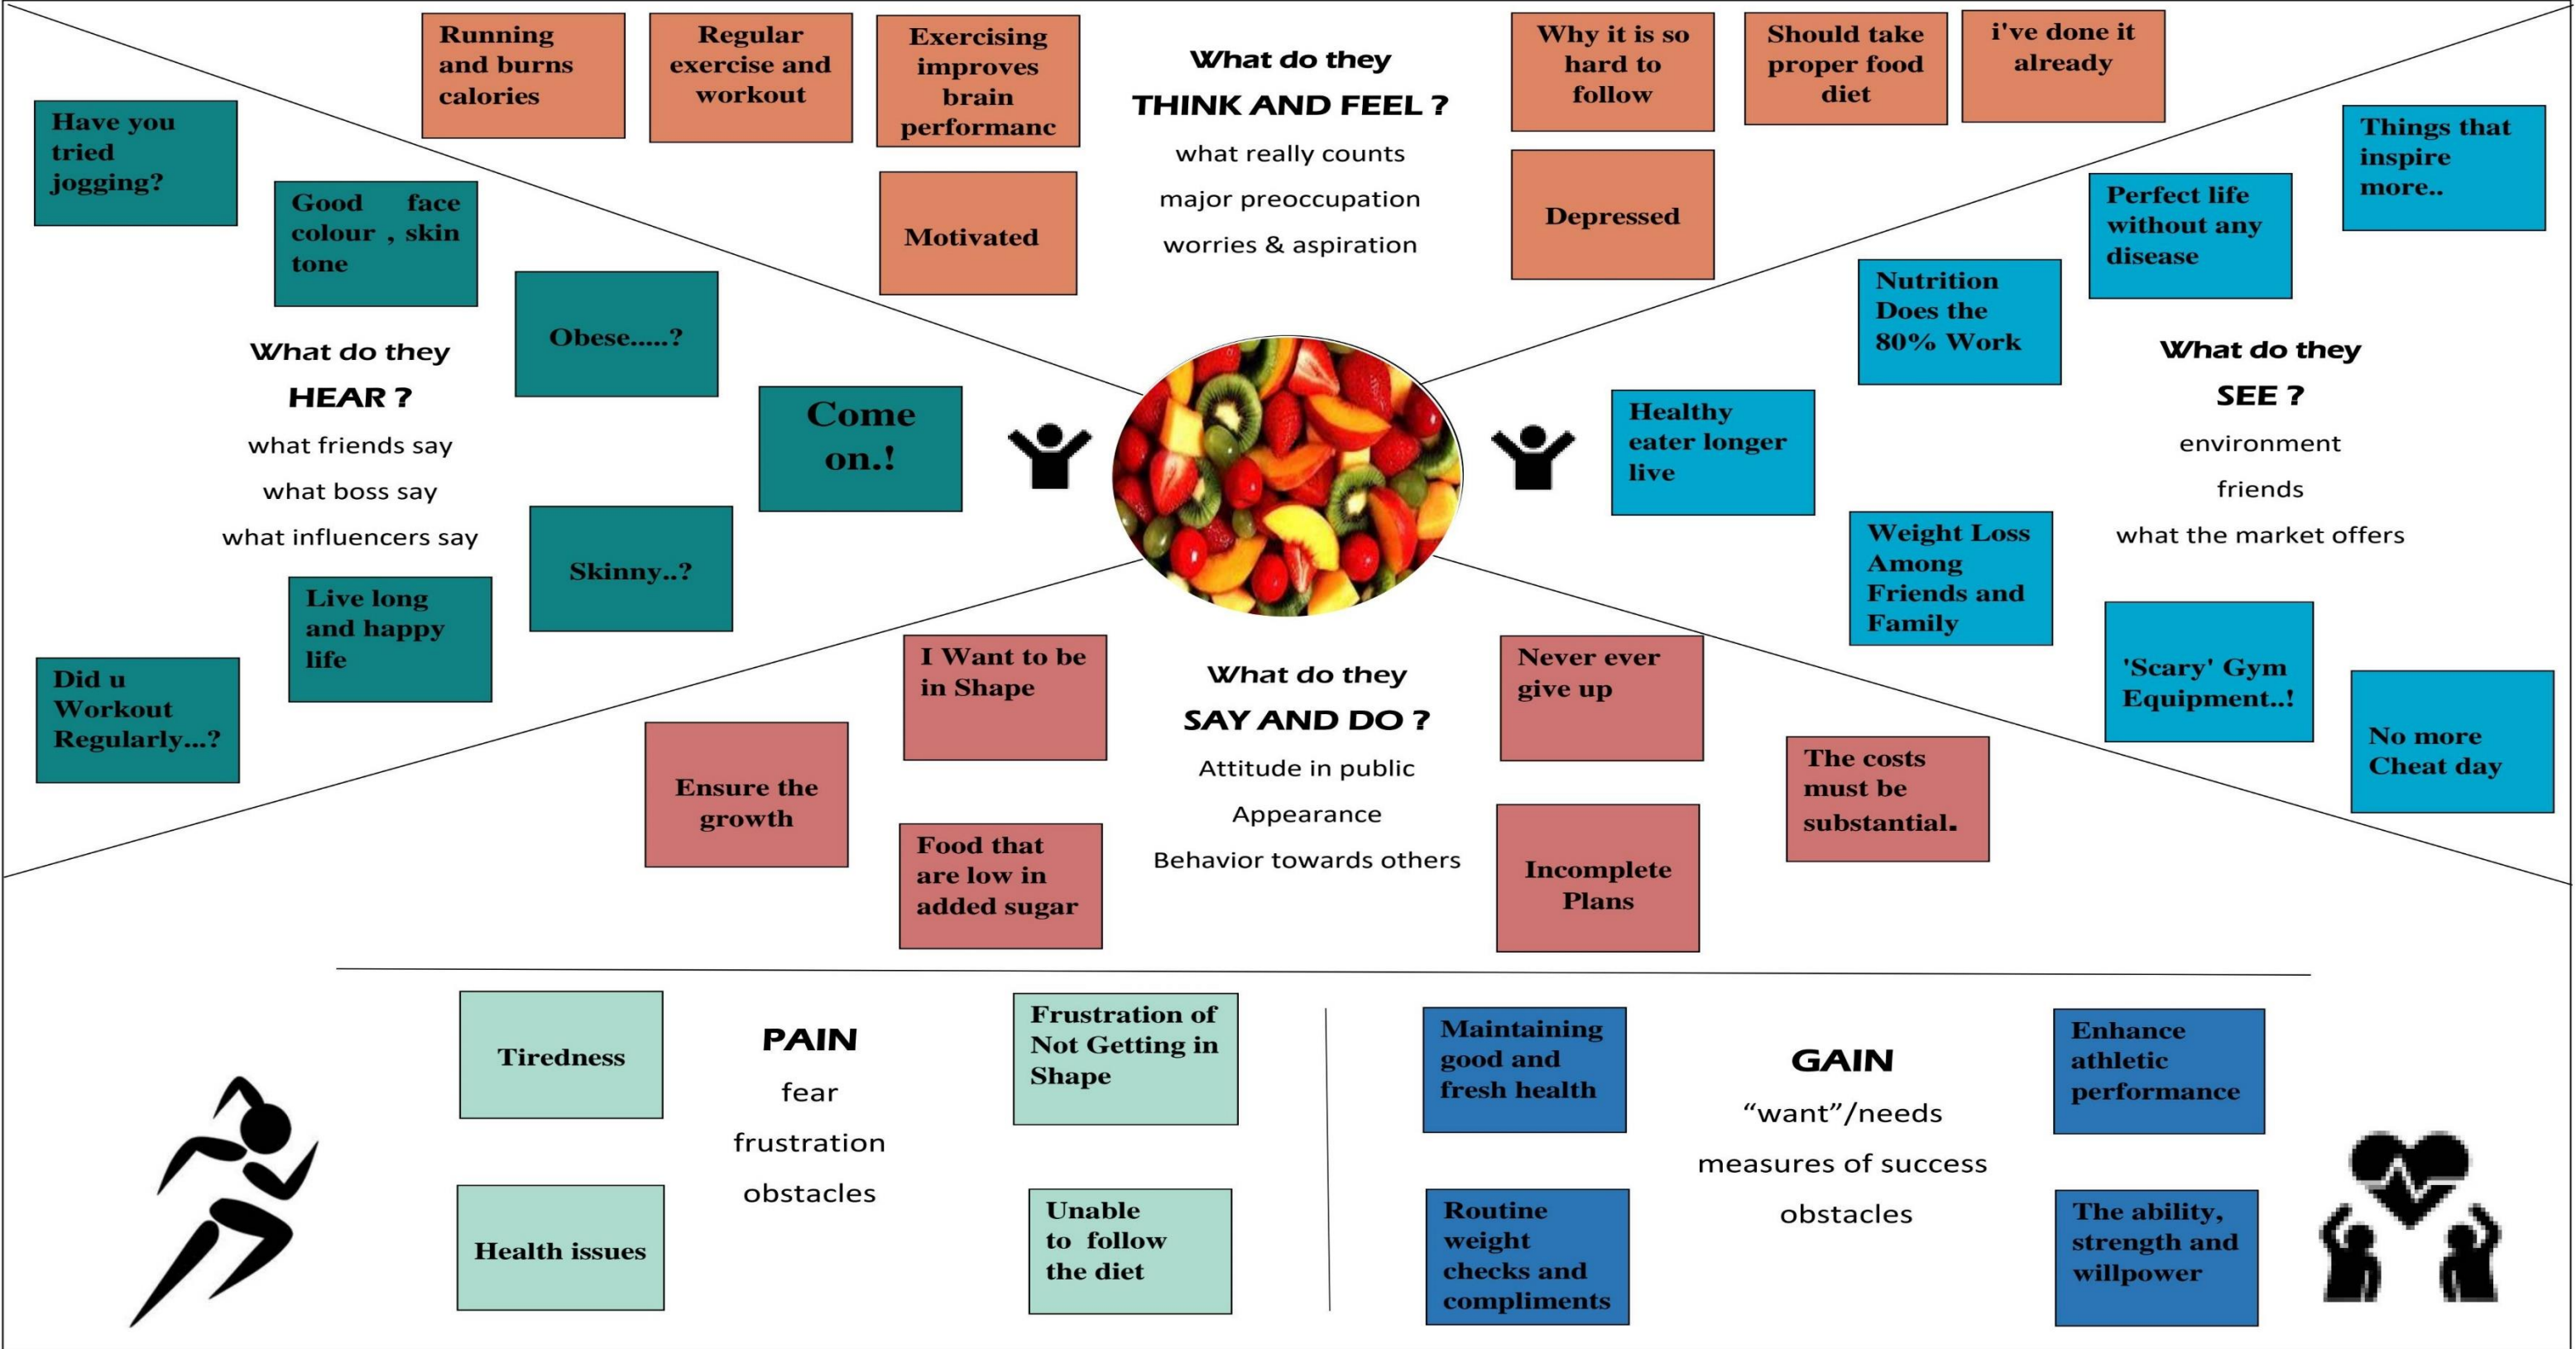 Running
and burns
calories
Regular
exercise and
workout
Exercising
improves
brain
performanc
Motivated
What do they
THINK AND FEEL ?
what really counts
major preoccupation
worries & aspiration
Why it is so
hard to
follow
Should take
proper food
diet
i've done it
already
Depressed
Have you
tried
jogging?
Good face
colour , skin
tone
Obese.....?
Come
on.!
What do they
HEAR ?
what friends say
what boss say
what influencers say
Skinny..?
Live long
and happy
life
Did u
Workout
Regularly...?
Things that
inspire
more..
Perfect life
without any
disease
Nutrition
Does the
80% Work
Healthy
eater longer
live
What do they
SEE ?
environment
friends
what the market offers
Weight Loss
Among
Friends and
Family
'Scary' Gym
Equipment..!
No more
Cheat day
I Want to be
in Shape
Ensure the
growth
Food that
are low in
added sugar
What do they
SAY AND DO ?
Attitude in public
Appearance
Behavior towards others
Never ever
give up
The costs
must be
substantial.
Incomplete
Plans
Tiredness
Health issues
PAIN
fear
frustration
obstacles
Frustration of
Not Getting in
Shape
Unable
to follow
the diet
Maintaining
good and
fresh health
Routine
weight
checks and
compliments
GAIN
“want”/needs
measures of success
obstacles
Enhance
athletic
performance
The ability,
strength and
willpower